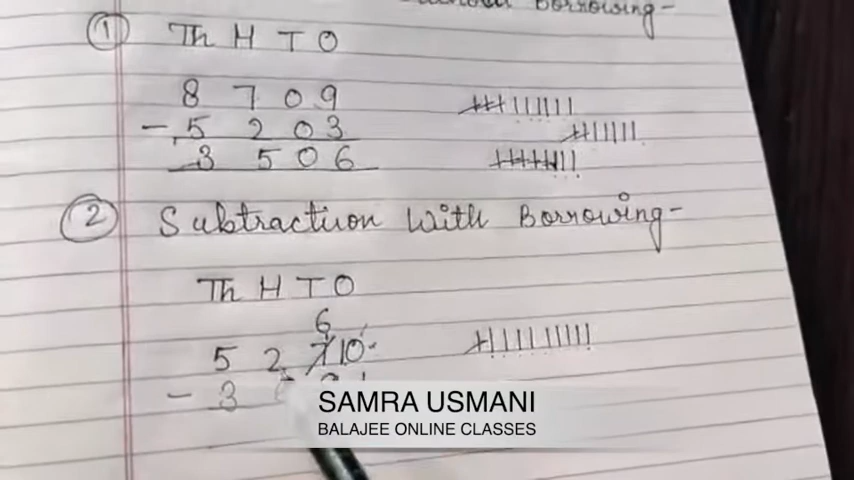 Borrowing-
① Th H T O
8 7 0 9
- 5 2 0 3
3 5 0 6
② Subtraction With Borrowing-
Th H T O
6
5 2 7 10
- 3
SAMRA USMANI
BALAJEE ONLINE CLASSES